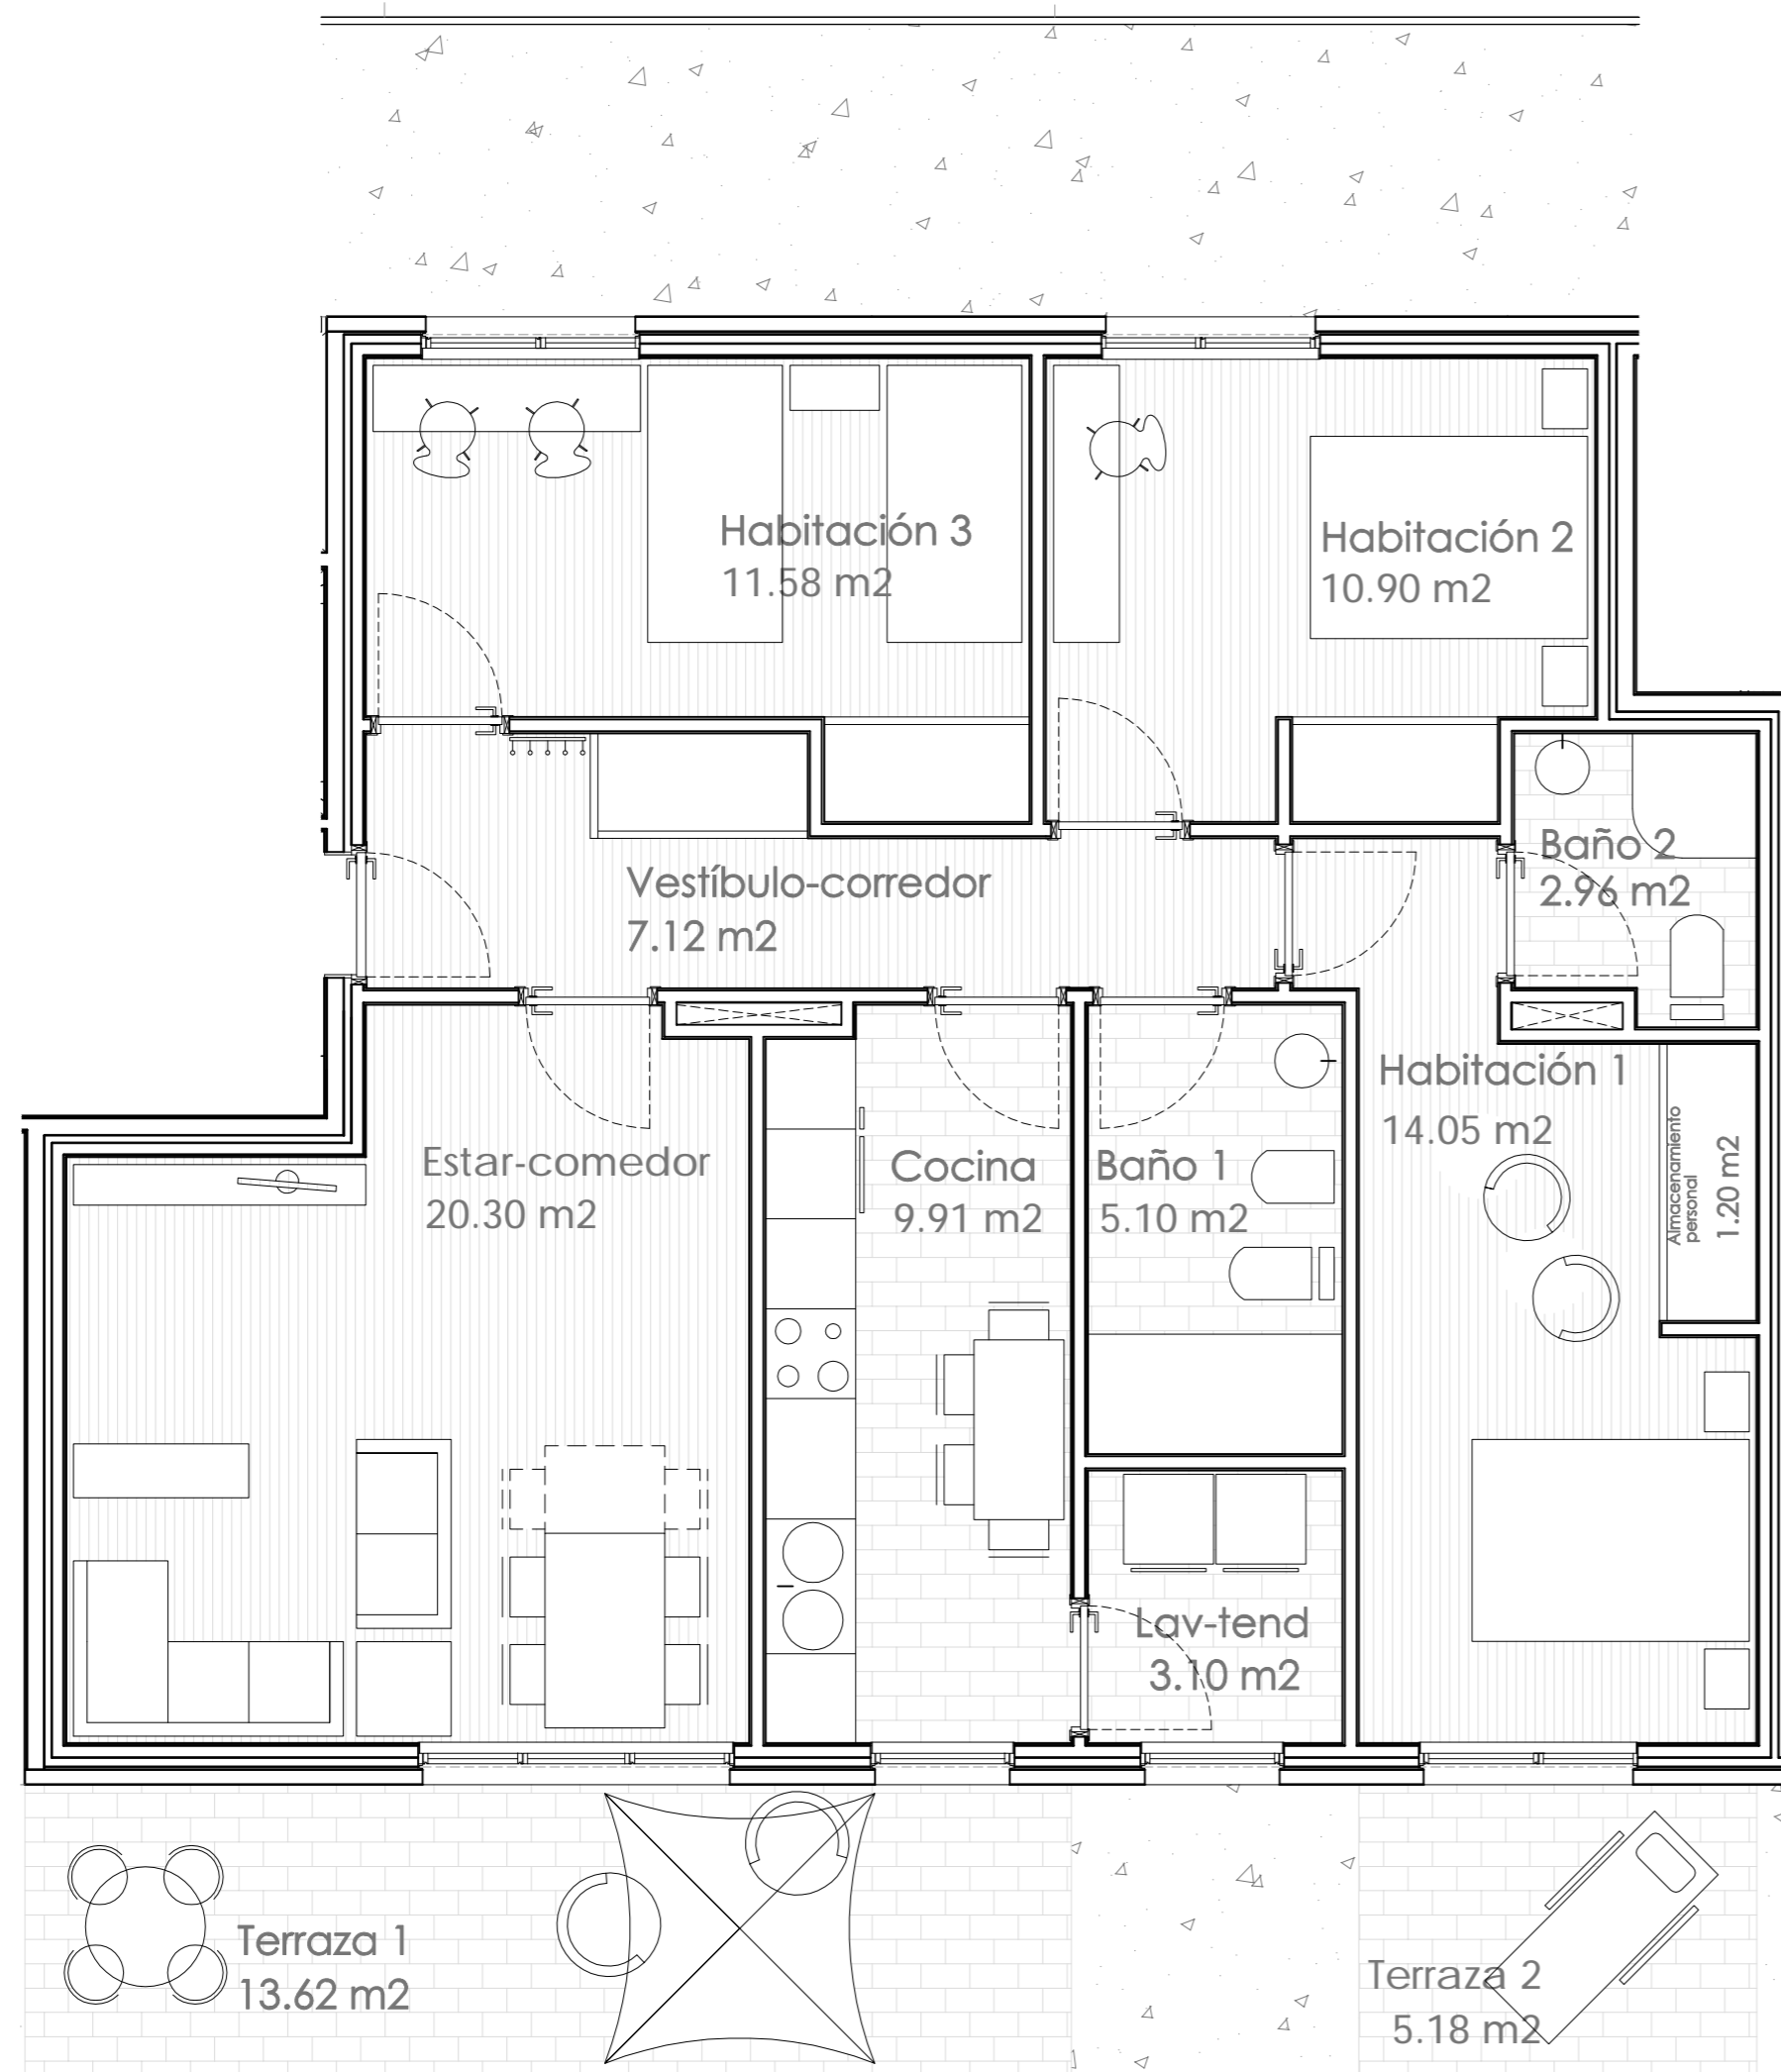 Habitación 3
11.58 m2
Habitación 2
10.90 m2
Vestíbulo-corredor
7.12 m2
Baño 2
2.96 m2
Estar-comedor
20.30 m2
Cocina
9.91 m2
Baño 1
5.10 m2
Habitación 1
14.05 m2
Almacenamiento
personal
1.20 m2
Lav-tend
3.10 m2
Terraza 1
13.62 m2
Terraza 2
5.18 m2